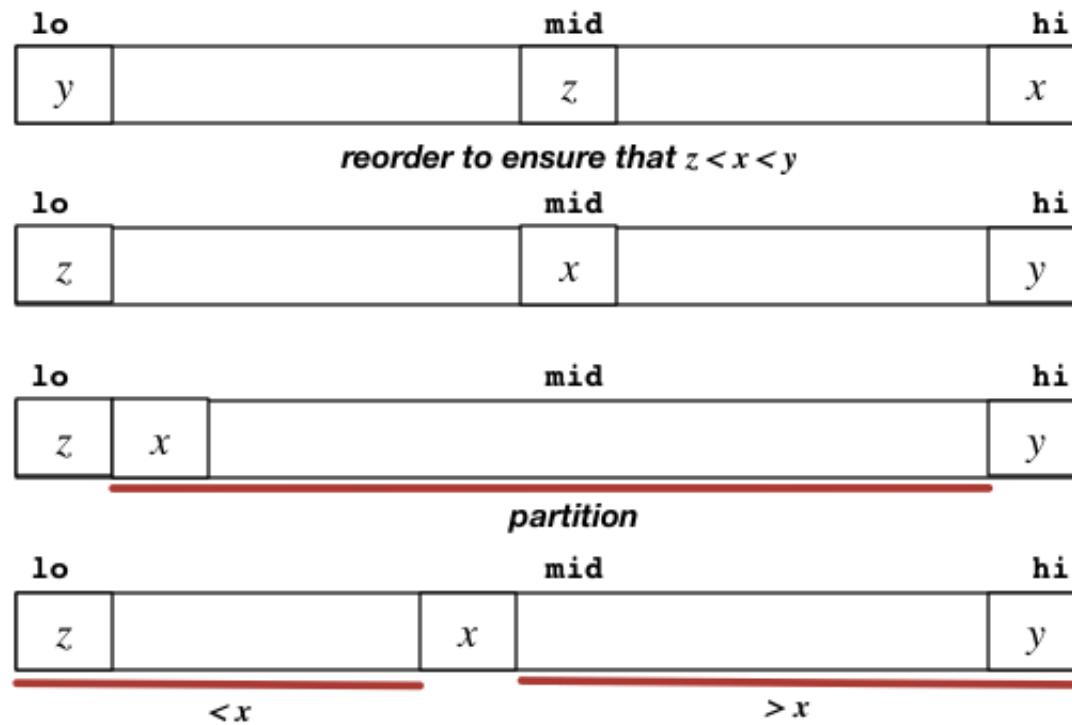 lo mid hi
y z x
reorder to ensure that z < x < y
lo mid hi
z x y
lo mid hi
z x y
partition
lo mid hi
z x y
< x > x